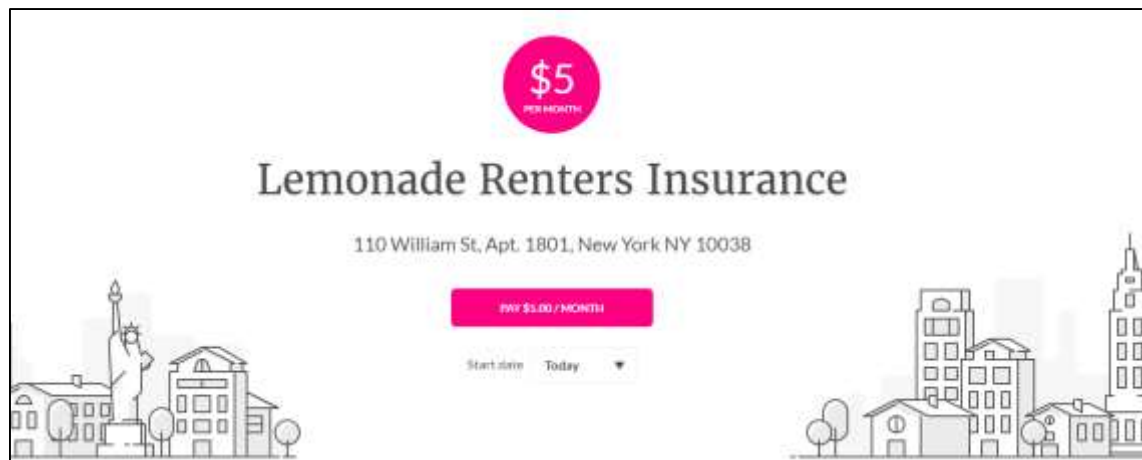 $5
PER MONTH
Lemonade Renters Insurance
110 William St, Apt. 1801, New York NY 10038
PAY $5.00 / MONTH
Start date Today